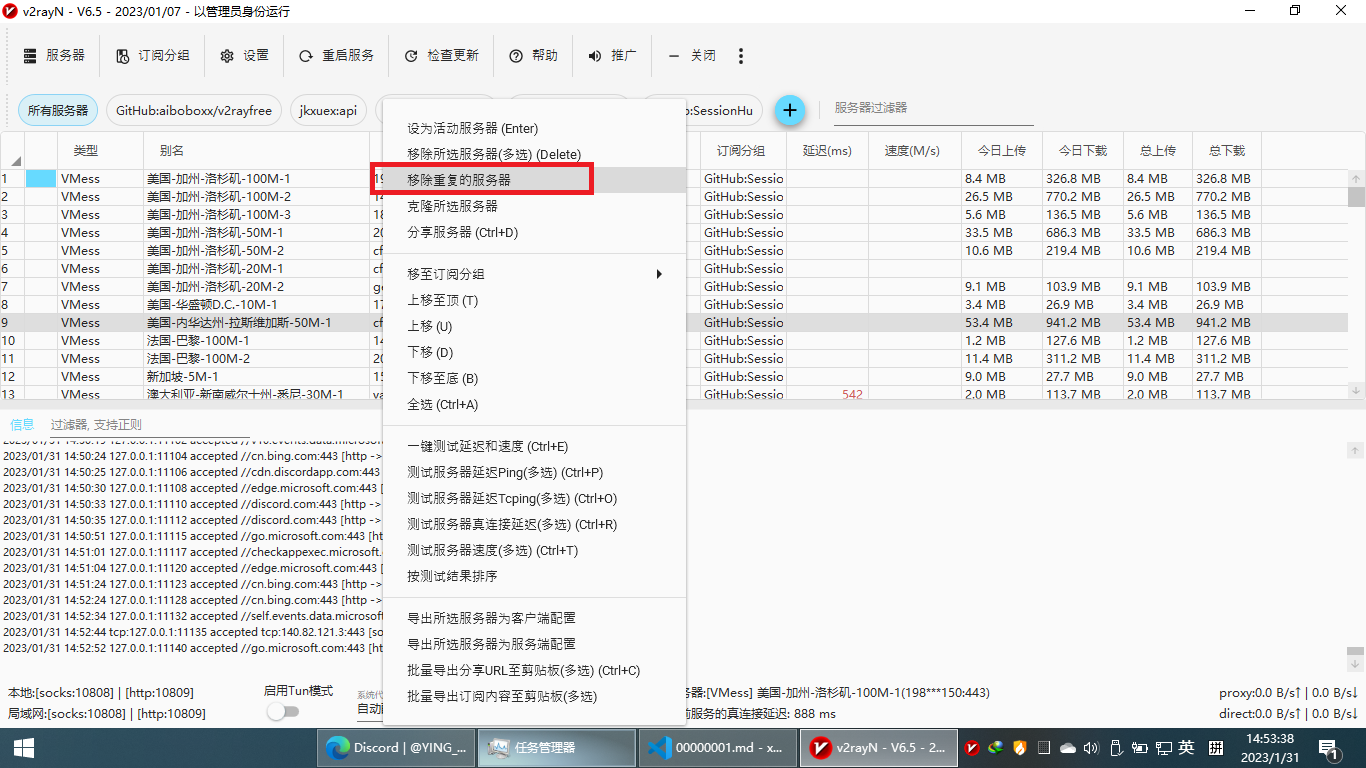 v2rayN - V6.5 - 2023/01/07 - 以管理员身份运行
服务器 订阅分组 设置 重启服务 检查更新 帮助 推广 关闭
所有服务器 GitHub:aiboboxx/v2rayfree jkxuex:api :SessionHu 服务器过滤器
类型 别名 订阅分组 延迟(ms) 速度(M/s) 今日上传 今日下载 总上传 总下载
1 VMess 美国-加州-洛杉矶-100M-1 19 GitHub:Sessio 8.4 MB 326.8 MB 8.4 MB 326.8 MB
2 VMess 美国-加州-洛杉矶-100M-2 14 GitHub:Sessio 26.5 MB 770.2 MB 26.5 MB 770.2 MB
3 VMess 美国-加州-洛杉矶-100M-3 18 GitHub:Sessio 5.6 MB 136.5 MB 5.6 MB 136.5 MB
4 VMess 美国-加州-洛杉矶-50M-1 20 GitHub:Sessio 33.5 MB 686.3 MB 33.5 MB 686.3 MB
5 VMess 美国-加州-洛杉矶-50M-2 cf GitHub:Sessio 10.6 MB 219.4 MB 10.6 MB 219.4 MB
6 VMess 美国-加州-洛杉矶-20M-1 cf GitHub:Sessio
7 VMess 美国-加州-洛杉矶-20M-2 gg GitHub:Sessio 9.1 MB 103.9 MB 9.1 MB 103.9 MB
8 VMess 美国-华盛顿D.C.-10M-1 17 GitHub:Sessio 3.4 MB 26.9 MB 3.4 MB 26.9 MB
9 VMess 美国-内华达州-拉斯维加斯-50M-1 cf GitHub:Sessio 53.4 MB 941.2 MB 53.4 MB 941.2 MB
10 VMess 法国-巴黎-100M-1 14 GitHub:Sessio 1.2 MB 127.6 MB 1.2 MB 127.6 MB
11 VMess 法国-巴黎-100M-2 20 GitHub:Sessio 11.4 MB 311.2 MB 11.4 MB 311.2 MB
12 VMess 新加坡-5M-1 15 GitHub:Sessio 9.0 MB 27.7 MB 9.0 MB 27.7 MB
13 VMess 澳大利亚-新南威尔士州-悉尼-30M-1 va GitHub:Sessio 542 2.0 MB 113.7 MB 2.0 MB 113.7 MB
设为活动服务器 (Enter)
移除所选服务器(多选) (Delete)
移除重复的服务器
克隆所选服务器
分享服务器 (Ctrl+D)
移至订阅分组
上移至顶 (T)
上移 (U)
下移 (D)
下移至底 (B)
全选 (Ctrl+A)
一键测试延迟和速度 (Ctrl+E)
测试服务器延迟Ping(多选) (Ctrl+P)
测试服务器延迟Tcping(多选) (Ctrl+O)
测试服务器真连接延迟(多选) (Ctrl+R)
测试服务器速度(多选) (Ctrl+T)
按测试结果排序
导出所选服务器为客户端配置
导出所选服务器为服务端配置
批量导出分享URL至剪贴板(多选) (Ctrl+C)
批量导出订阅内容至剪贴板(多选)
信息 过滤器, 支持正则
2023/01/31 14:50:24 127.0.0.1:11104 accepted //cn.bing.com:443 [http ->
2023/01/31 14:50:25 127.0.0.1:11106 accepted //cdn.discordapp.com:443
2023/01/31 14:50:30 127.0.0.1:11108 accepted //edge.microsoft.com:443 [
2023/01/31 14:50:33 127.0.0.1:11110 accepted //discord.com:443 [http ->
2023/01/31 14:50:35 127.0.0.1:11112 accepted //discord.com:443 [http ->
2023/01/31 14:50:51 127.0.0.1:11115 accepted //go.microsoft.com:443 [ht
2023/01/31 14:51:01 127.0.0.1:11117 accepted //checkappexec.microsoft.
2023/01/31 14:51:04 127.0.0.1:11120 accepted //edge.microsoft.com:443 [
2023/01/31 14:51:24 127.0.0.1:11123 accepted //cn.bing.com:443 [http ->
2023/01/31 14:52:24 127.0.0.1:11128 accepted //cn.bing.com:443 [http ->
2023/01/31 14:52:34 127.0.0.1:11132 accepted //self.events.data.microsof
2023/01/31 14:52:44 tcp:127.0.0.1:11135 accepted tcp:140.82.121.3:443 [so
2023/01/31 14:52:52 127.0.0.1:11140 accepted //go.microsoft.com:443 [ht
本地:[socks:10808] | [http:10809] 启用Tun模式 系统代 务器:[VMess] 美国-加州-洛杉矶-100M-1(198***150:443) proxy:0.0 B/s↑ | 0.0 B/s↓
局域网:[socks:10808] | [http:10809] 自动 前服务的真连接延迟: 888 ms direct:0.0 B/s↑ | 0.0 B/s↓
Discord | @YING_... 任务管理器 00000001.md - x... v2rayN - V6.5 - 2... 英 拼 14:53:38
2023/1/31 1